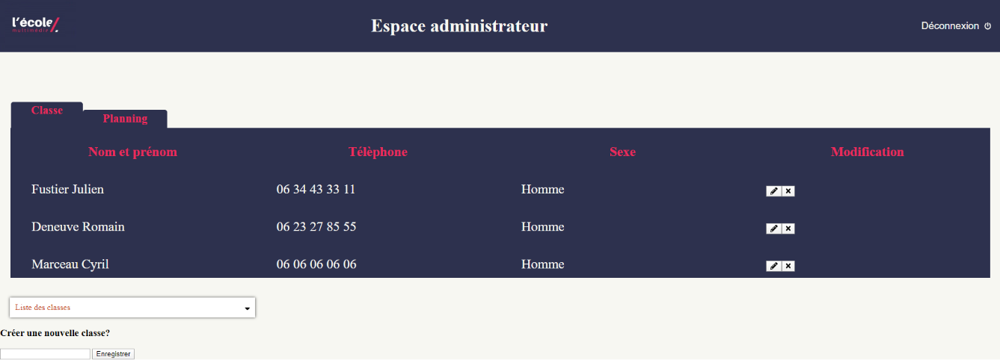 l'école
multimédia
Espace administrateur
Déconnexion
Classe
Planning
Nom et prénom Télèphone Sexe Modification
Fustier Julien 06 34 43 33 11 Homme
Deneuve Romain 06 23 27 85 55 Homme
Marceau Cyril 06 06 06 06 06 Homme
Liste des classes
Créer une nouvelle classe?
Enregistrer